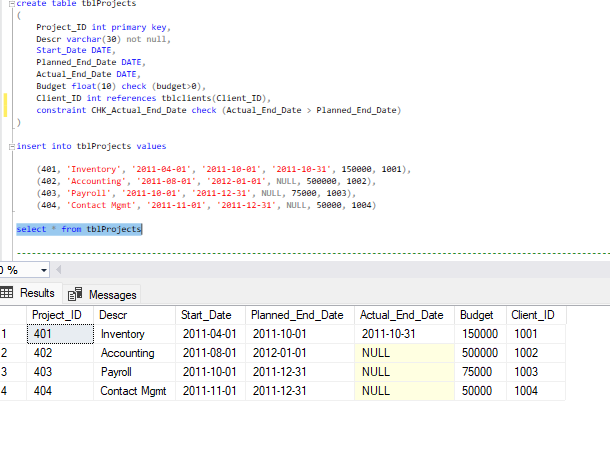 create table tblProjects
(
Project_ID int primary key,
Descr varchar(30) not null,
Start_Date DATE,
Planned_End_Date DATE,
Actual_End_Date DATE,
Budget float(10) check (budget>0),
Client_ID int references tblclients(Client_ID),
constraint CHK_Actual_End_Date check (Actual_End_Date > Planned_End_Date)
)
insert into tblProjects values
(401, 'Inventory', '2011-04-01', '2011-10-01', '2011-10-31', 150000, 1001),
(402, 'Accounting', '2011-08-01', '2012-01-01', NULL, 500000, 1002),
(403, 'Payroll', '2011-10-01', '2011-12-31', NULL, 75000, 1003),
(404, 'Contact Mgmt', '2011-11-01', '2011-12-31', NULL, 50000, 1004)
select * from tblProjects
0 %
Results Messages
Project_ID Descr Start_Date Planned_End_Date Actual_End_Date Budget Client_ID
1 401 Inventory 2011-04-01 2011-10-01 2011-10-31 150000 1001
2 402 Accounting 2011-08-01 2012-01-01 NULL 500000 1002
3 403 Payroll 2011-10-01 2011-12-31 NULL 75000 1003
4 404 Contact Mgmt 2011-11-01 2011-12-31 NULL 50000 1004